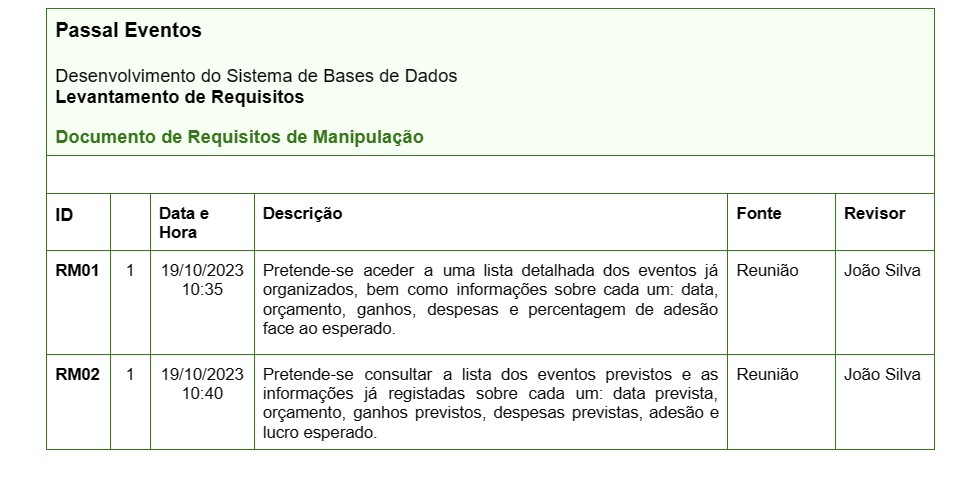 Passal Eventos
Desenvolvimento do Sistema de Bases de Dados
Levantamento de Requisitos
Documento de Requisitos de Manipulação
ID Data e Hora Descrição Fonte Revisor
RM01 1 19/10/2023 10:35 Pretende-se aceder a uma lista detalhada dos eventos já Reunião João Silva
organizados, bem como informações sobre cada um: data,
orçamento, ganhos, despesas e percentagem de adesão
face ao esperado.
RM02 1 19/10/2023 10:40 Pretende-se consultar a lista dos eventos previstos e as Reunião João Silva
informações já registadas sobre cada um: data prevista,
orçamento, ganhos previstos, despesas previstas, adesão e
lucro esperado.